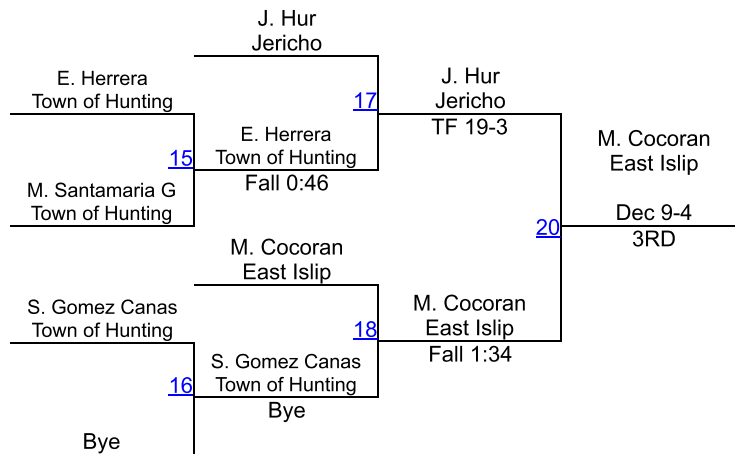 J. Hur
Jericho
E. Herrera
Town of Hunting
17
J. Hur
Jericho
TF 19-3
15
E. Herrera
Town of Hunting
Fall 0:46
M. Santamaria G
Town of Hunting
M. Cocoran
East Islip
Dec 9-4
3RD
20
M. Cocoran
East Islip
S. Gomez Canas
Town of Hunting
18
M. Cocoran
East Islip
Fall 1:34
16
S. Gomez Canas
Town of Hunting
Bye
Bye